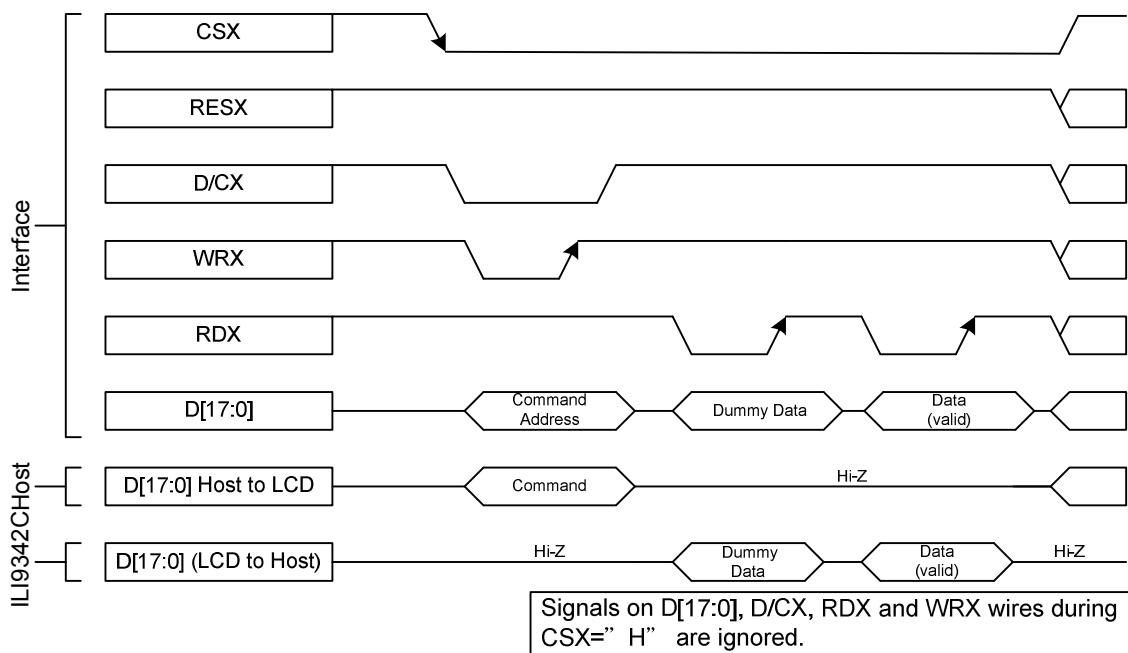 CSX
RESX
D/CX
WRX
RDX
D[17:0]
Command
Address
Dummy Data
Data
(valid)
D[17:0] Host to LCD
Command
Hi-Z
D[17:0] (LCD to Host)
Hi-Z
Dummy
Data
Data
(valid)
Hi-Z
Interface
ILI9342CHost
Signals on D[17:0], D/CX, RDX and WRX wires during
CSX=” H” are ignored.